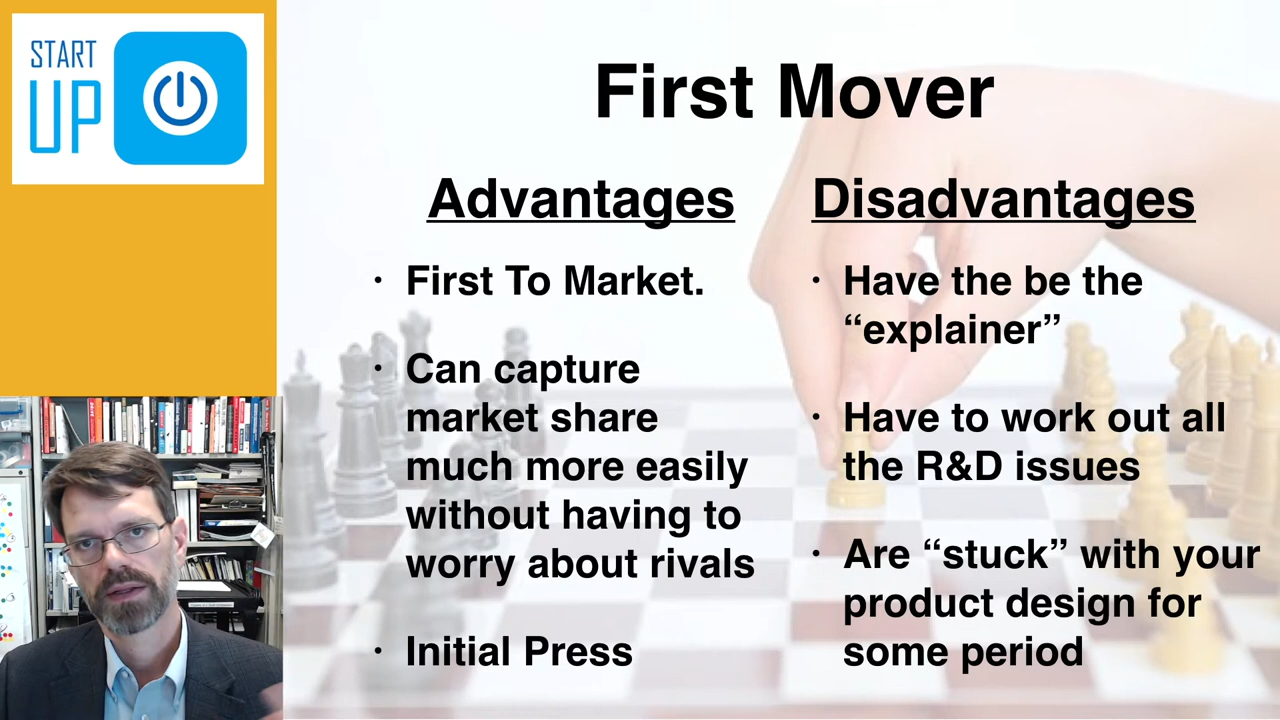 START
UP
First Mover
Advantages
• First To Market.
• Can capture
market share
much more easily
without having to
worry about rivals
• Initial Press
Disadvantages
• Have the be the
“explainer”
• Have to work out all
the R&D issues
• Are “stuck” with your
product design for
some period